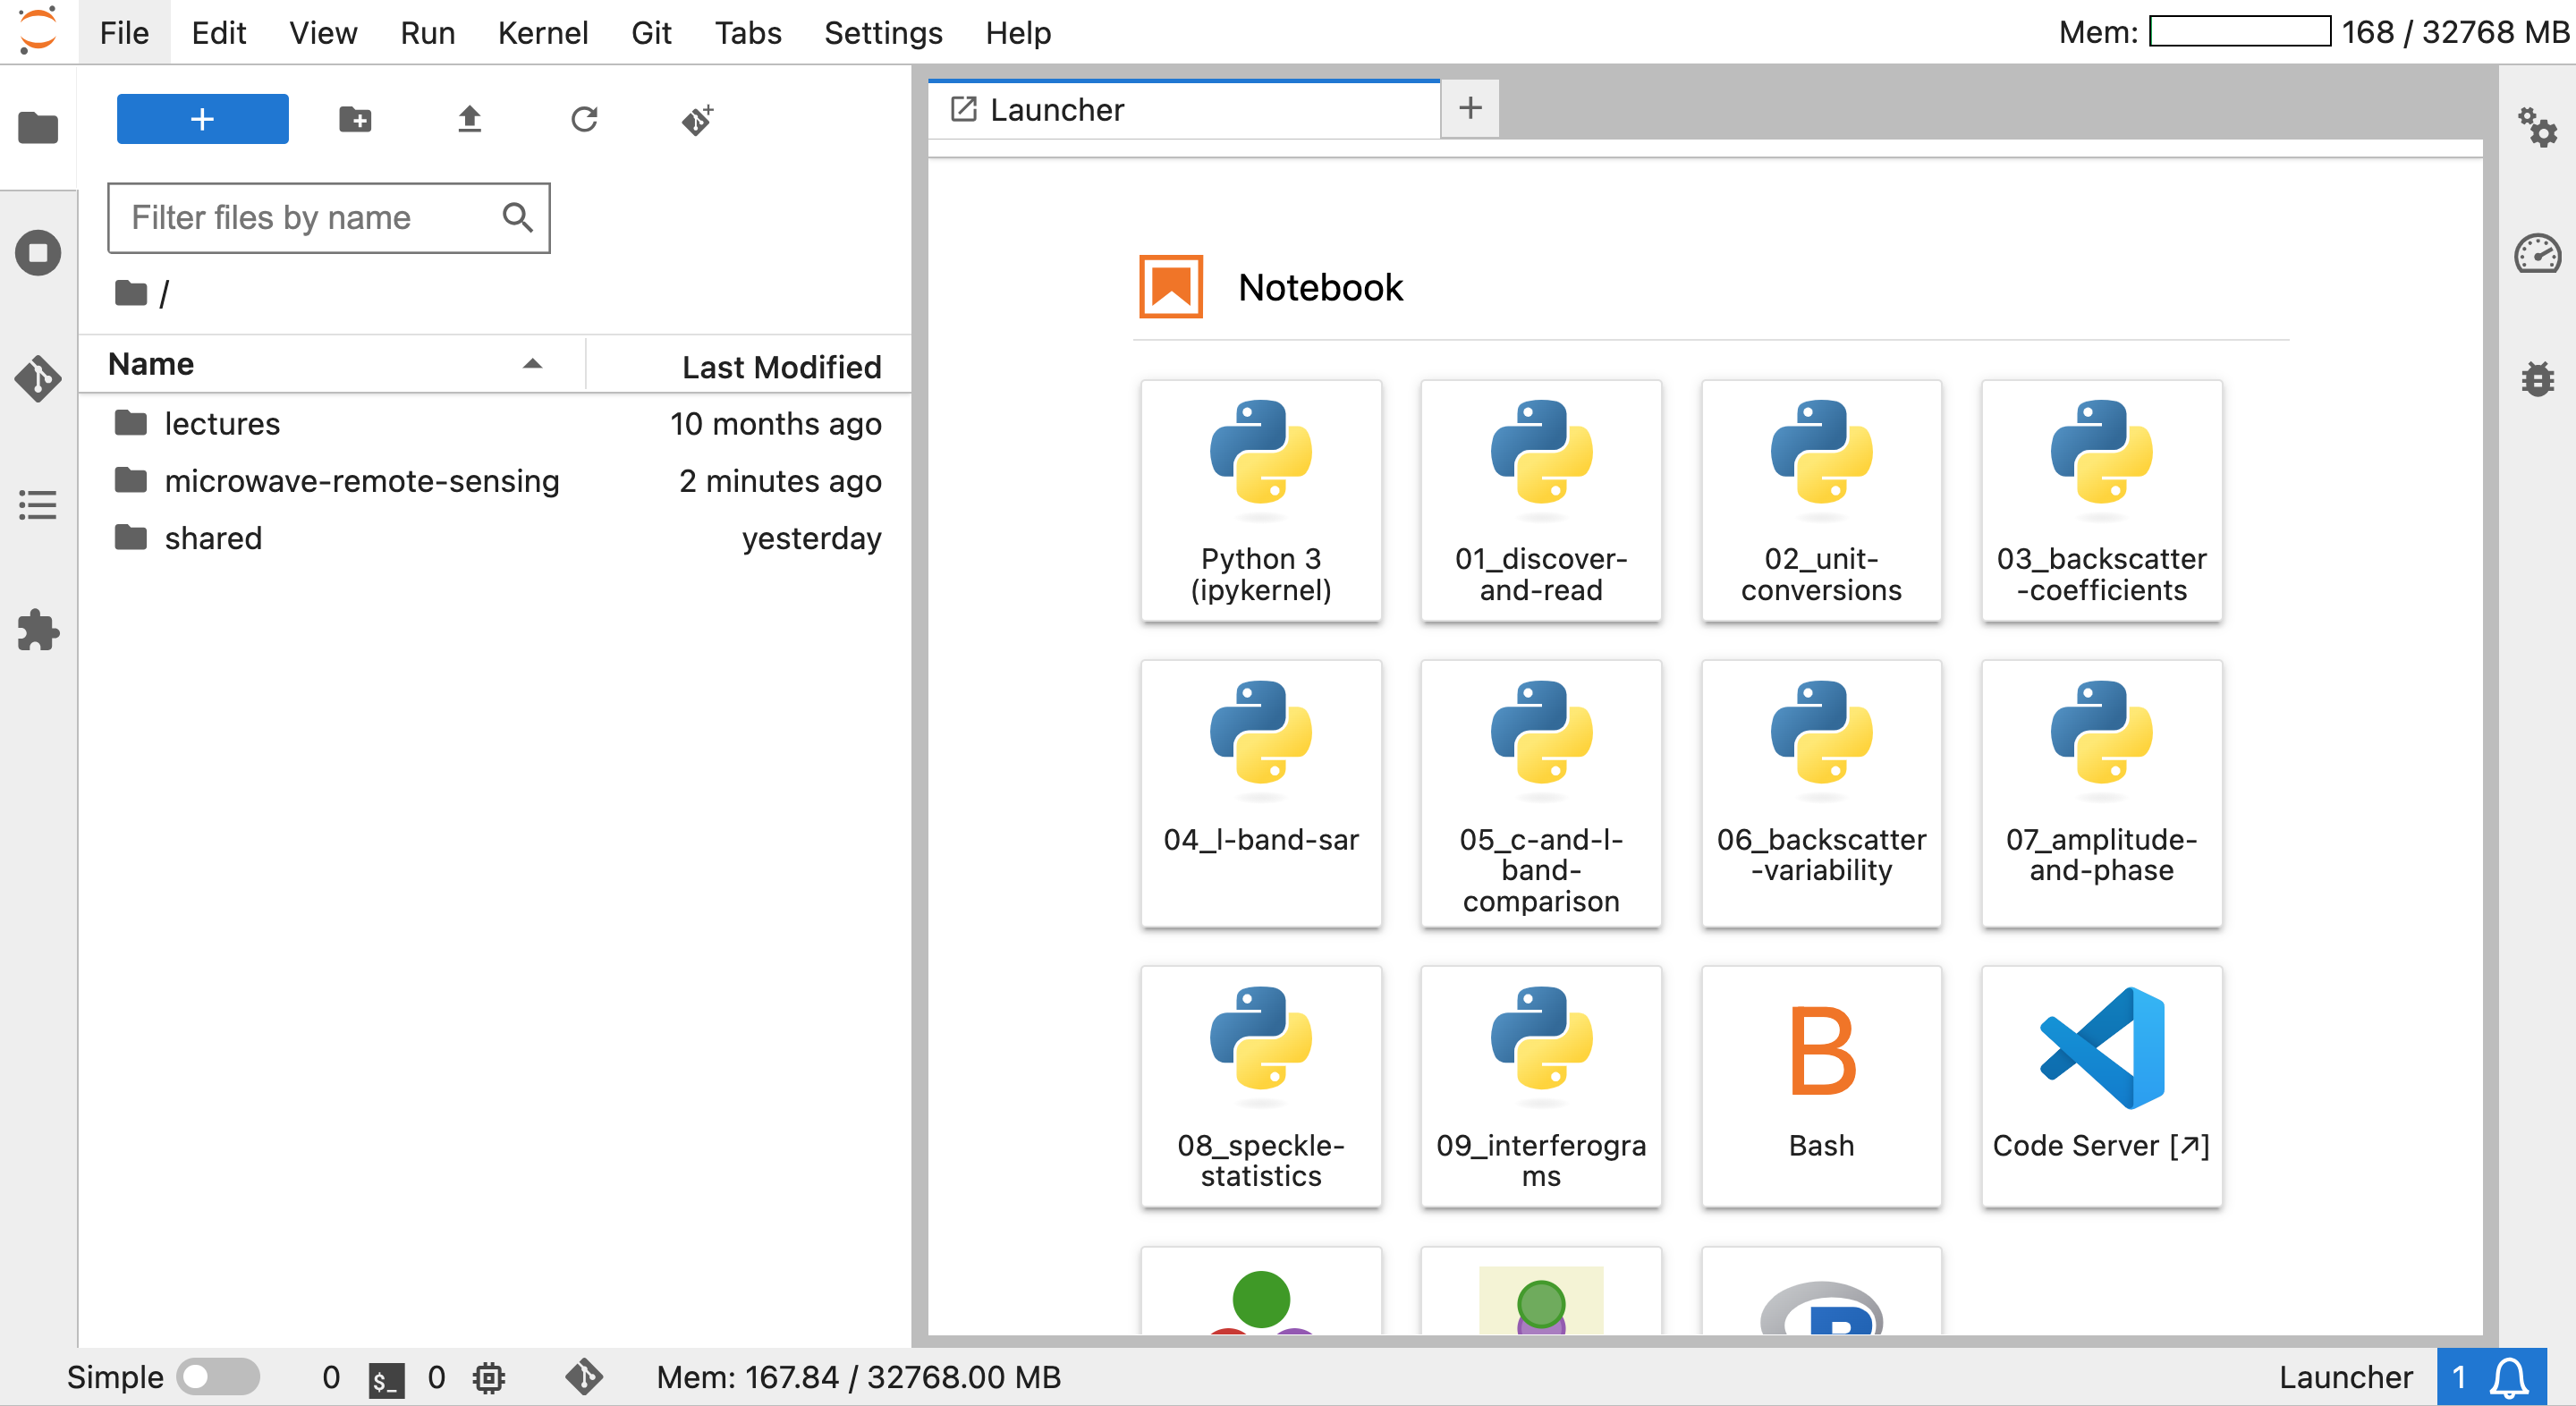 File Edit View Run Kernel Git Tabs Settings Help
Mem: 168 / 32768 MB
Filter files by name
/
Name Last Modified
lectures 10 months ago
microwave-remote-sensing 2 minutes ago
shared yesterday
Launcher
Notebook
Python 3
(ipykernel)
01_discover-
and-read
02_unit-
conversions
03_backscatter
-coefficients
04_l-band-sar
05_c-and-l-
band-
comparison
06_backscatter
-variability
07_amplitude-
and-phase
08_speckle-
statistics
09_interferogra
ms
B
Bash
Code Server [↗]
R
Simple 0 $_ 0 Mem: 167.84 / 32768.00 MB
Launcher 1